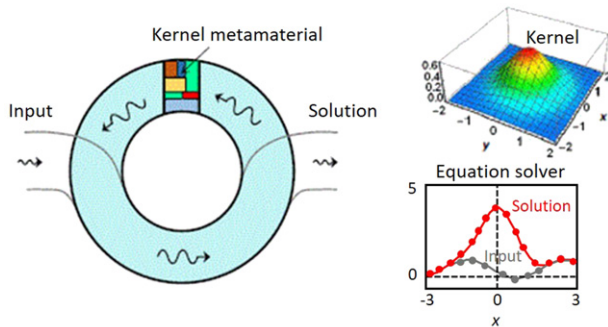 Kernel metamaterial
Input
Solution
Kernel
0.6
0.4
0.2
0.0
-2
-1
0
1
2
y
-2
-1
0
1
2
x
Equation solver
5
0
Solution
Input
-3
0
3
x